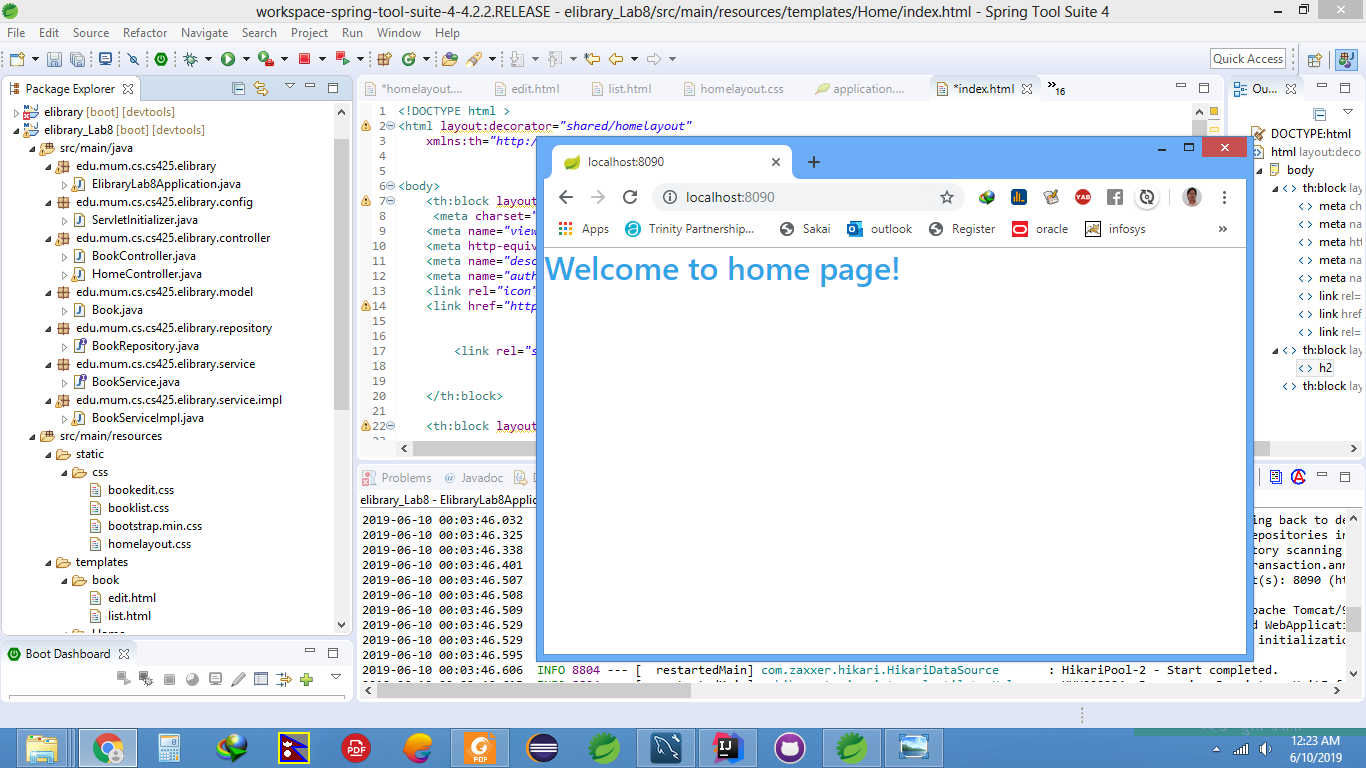 workspace-spring-tool-suite-4-4.2.2.RELEASE - elibrary_Lab8/src/main/resources/templates/Home/index.html - Spring Tool Suite 4
File Edit Source Refactor Navigate Search Project Run Window Help
Quick Access
Package Explorer
elibrary [boot] [devtools]
elibrary_Lab8 [boot] [devtools]
src/main/java
edu.mum.cs.cs425.elibrary
ElibraryLab8Application.java
edu.mum.cs.cs425.elibrary.config
ServletInitializer.java
edu.mum.cs.cs425.elibrary.controller
BookController.java
HomeController.java
edu.mum.cs.cs425.elibrary.model
Book.java
edu.mum.cs.cs425.elibrary.repository
BookRepository.java
edu.mum.cs.cs425.elibrary.service
BookService.java
edu.mum.cs.cs425.elibrary.service.impl
BookServiceImpl.java
src/main/resources
static
css
bookedit.css
booklist.css
bootstrap.min.css
homelayout.css
templates
book
edit.html
list.html
Boot Dashboard
*homelayout.... edit.html list.html homelayout.css application.... *index.html »16
1 <!DOCTYPE html >
2 <html layout:decorator="shared/homelayout"
3 xmlns:th="http:/
4
5
6 <body>
7 <th:block layou
8 <meta charset="
9 <meta name="view
10 <meta http-equiv
11 <meta name="desc
12 <meta name="auth
13 <link rel="icon"
14 <link href="http
15
16
17 <link rel="s
18
19
20 </th:block>
21
22 <th:block layout
Ou...
DOCTYPE:html
html layout:deco
body
th:block lay
meta ch
meta na
meta htt
meta na
meta na
link rel=
link href
link rel=
th:block lay
h2
th:block lay
localhost:8090
localhost:8090
Apps Trinity Partnership... Sakai outlook Register oracle infosys »
Welcome to home page!
Problems @ Javadoc
elibrary_Lab8 - ElibraryLab8Applic
2019-06-10 00:03:46.032 ing back to de
2019-06-10 00:03:46.325 epositories in
2019-06-10 00:03:46.338 tory scanning
2019-06-10 00:03:46.401 ransaction.ann
2019-06-10 00:03:46.507 t(s): 8090 (ht
2019-06-10 00:03:46.508
2019-06-10 00:03:46.509 pache Tomcat/9
2019-06-10 00:03:46.529 d WebApplicati
2019-06-10 00:03:46.529 initializatio
2019-06-10 00:03:46.595
2019-06-10 00:03:46.606 INFO 8804 --- [ restartedMain] com.zaxxer.hikari.HikariDataSource : HikariPool-2 - Start completed.
12:23 AM
6/10/2019